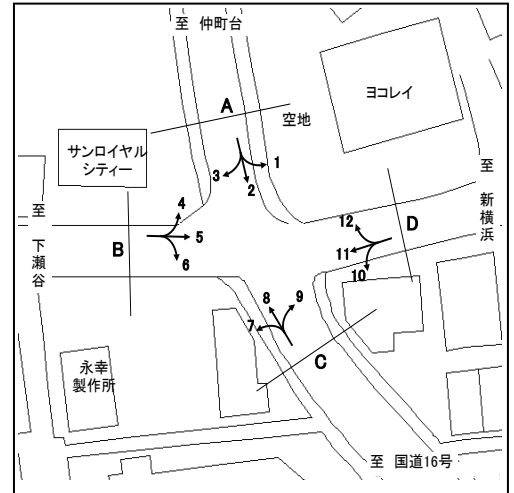 至 仲町台
A
空地
ヨコレイ
サンロイヤル
シティー
1
2
3
至 新横浜
4
5
6
B
至 下瀬谷
12
11
10
D
7
8
9
C
永幸
製作所
至 国道16号